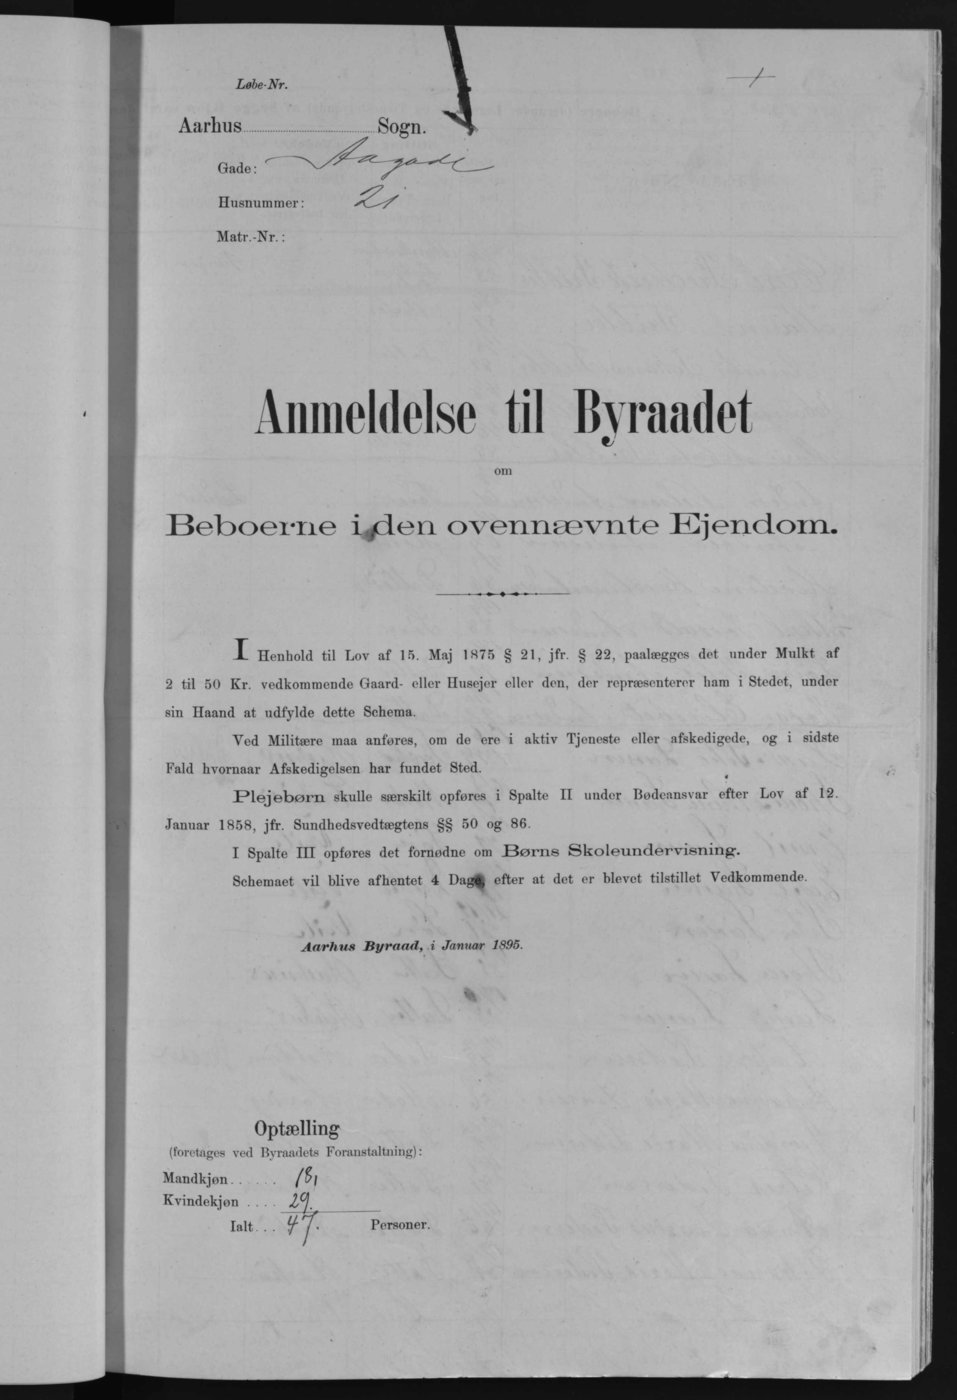 Løbe-Nr.
Aarhus Sogn.
Gade: Aagade
Husnummer: 21
Matr.-Nr.:
Anmeldelse til Byraadet
om
Beboerne i den ovennævnte Ejendom.
I Henhold til Lov af 15. Maj 1875 § 21, jfr. § 22, paalægges det under Mulkt af
2 til 50 Kr. vedkommende Gaard- eller Husejer eller den, der repræsenterer ham i Stedet, under
sin Haand at udfylde dette Schema.
Ved Militære maa anføres, om de ere i aktiv Tjeneste eller afskedigede, og i sidste
Fald hvornaar Afskedigelsen har fundet Sted.
Plejebørn skulle særskilt opføres i Spalte II under Bødeansvar efter Lov af 12.
Januar 1858, jfr. Sundhedsvedtægtens §§ 50 og 86.
I Spalte III opføres det fornødne om Børns Skoleundervisning.
Schemaet vil blive afhentet 4 Dage, efter at det er blevet tilstillet Vedkommende.
Aarhus Byraad, i Januar 1895.
Optælling
(foretages ved Byraadets Foranstaltning):
Mandkjøn...... 18,
Kvindekjøn .... 29.
Ialt... 47. Personer.